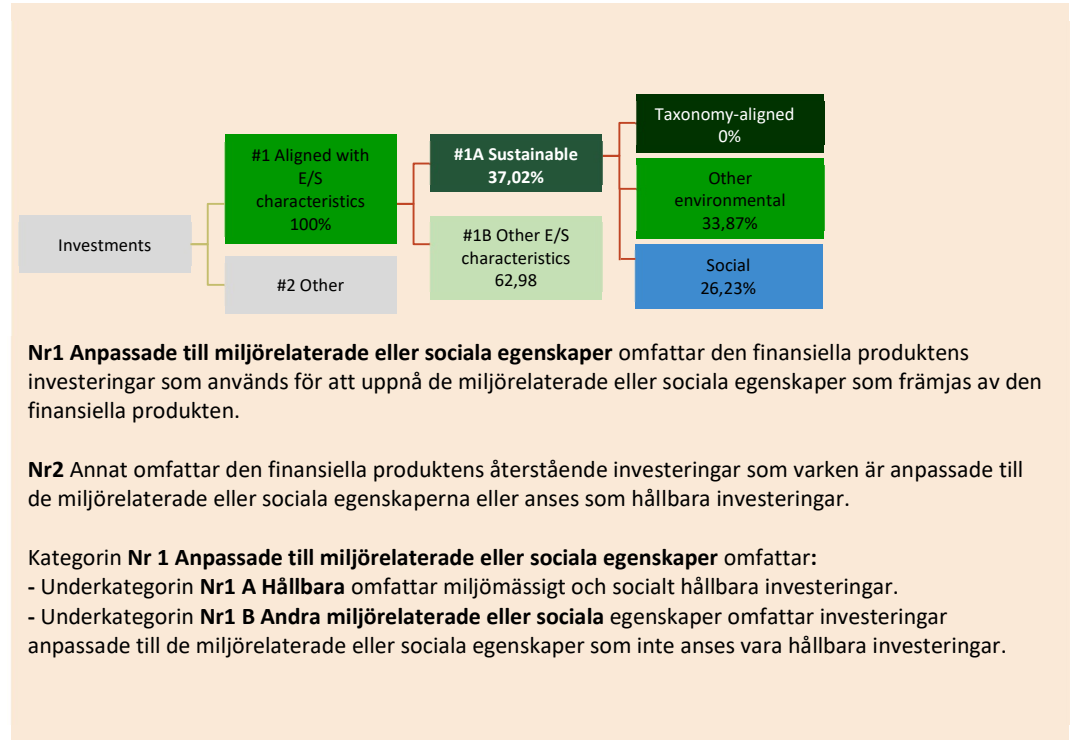 Investments
#1 Aligned with
E/S
characteristics
100%
#2 Other
#1A Sustainable
37,02%
#1B Other E/S
characteristics
62,98
Taxonomy-aligned
0%
Other
environmental
33,87%
Social
26,23%
Nr1 Anpassade till miljörelaterade eller sociala egenskaper omfattar den finansiella produktens
investeringar som används för att uppnå de miljörelaterade eller sociala egenskaper som främjas av den
finansiella produkten.
Nr2 Annat omfattar den finansiella produktens återstående investeringar som varken är anpassade till
de miljörelaterade eller sociala egenskaperna eller anses som hållbara investeringar.
Kategorin Nr 1 Anpassade till miljörelaterade eller sociala egenskaper omfattar:
- Underkategorin Nr1 A Hållbara omfattar miljömässigt och socialt hållbara investeringar.
- Underkategorin Nr1 B Andra miljörelaterade eller sociala egenskaper omfattar investeringar
anpassade till de miljörelaterade eller sociala egenskaper som inte anses vara hållbara investeringar.